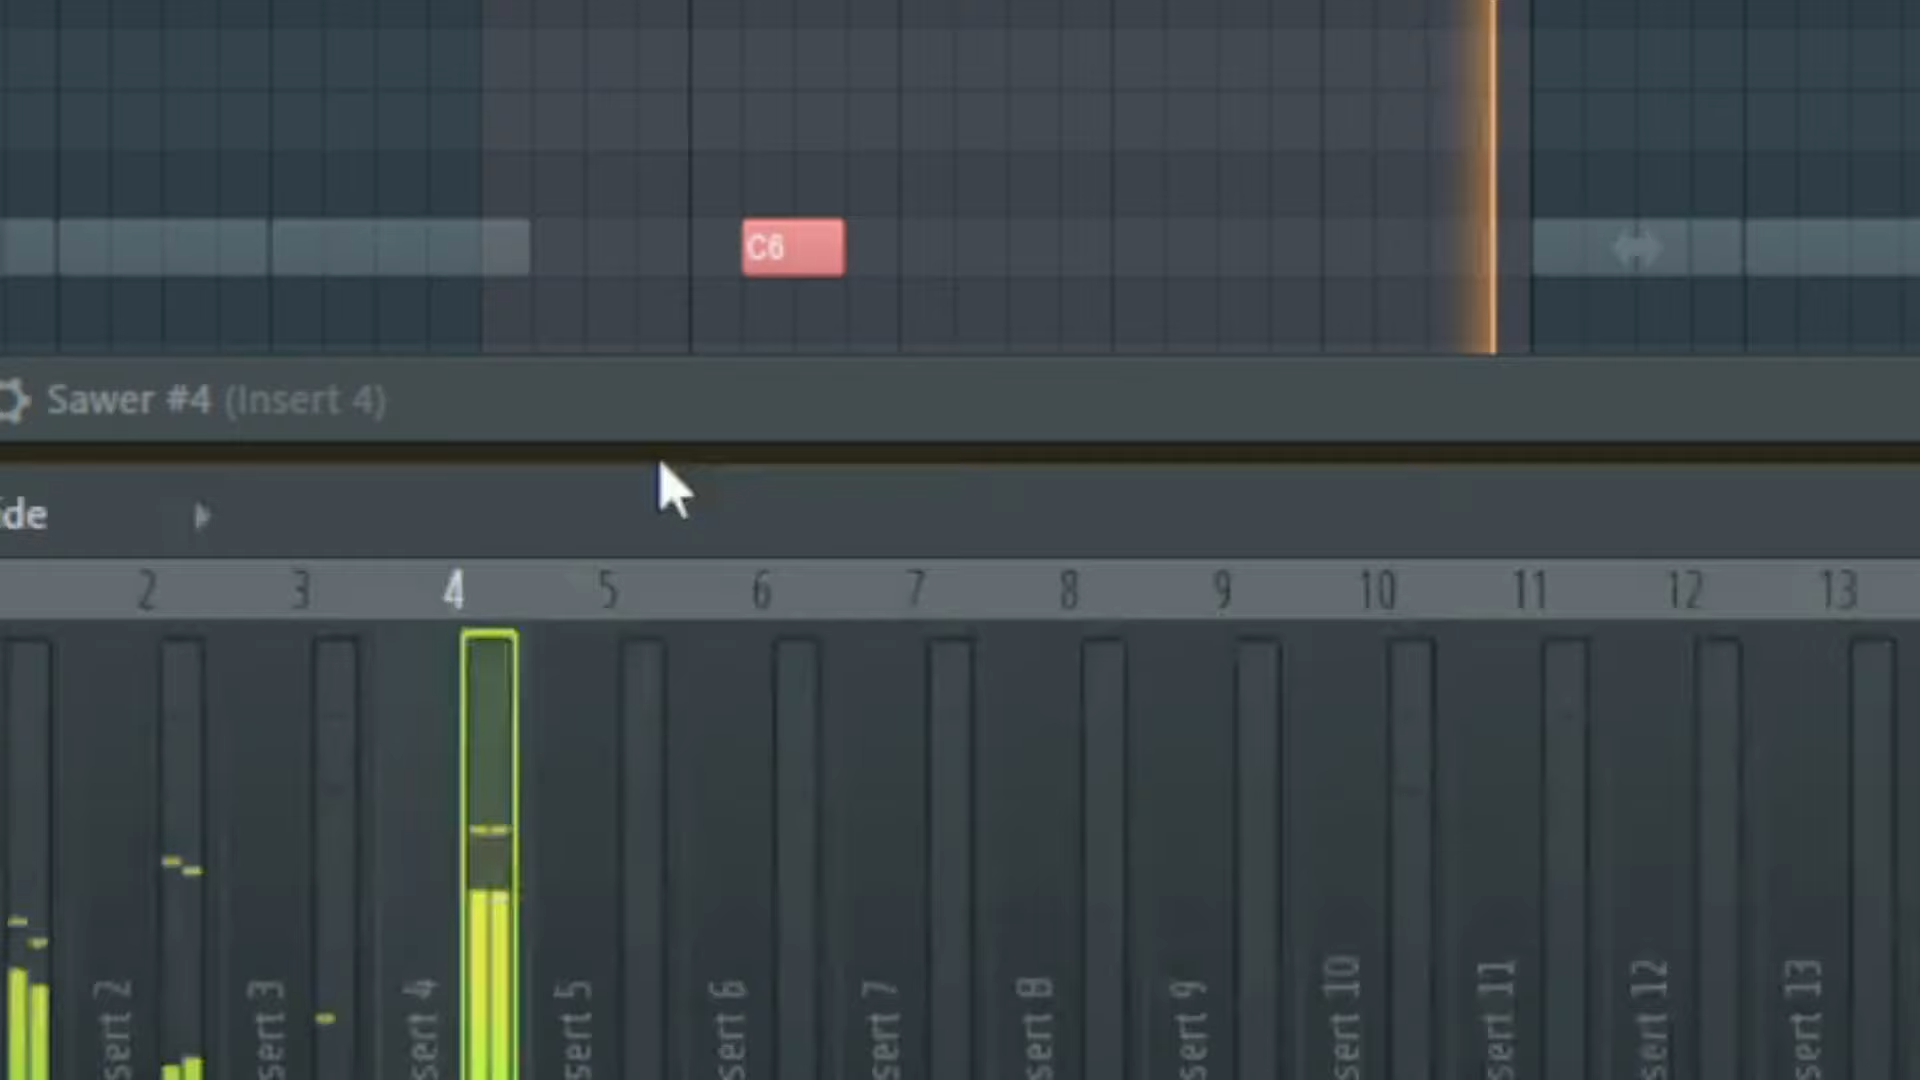 C6
Sawer #4 (Insert 4)
ide
2 3 4 5 6 7 8 9 10 11 12 13
sert 2
sert 3
sert 4
sert 5
sert 6
sert 7
sert 8
sert 9
sert 10
sert 11
sert 12
sert 13